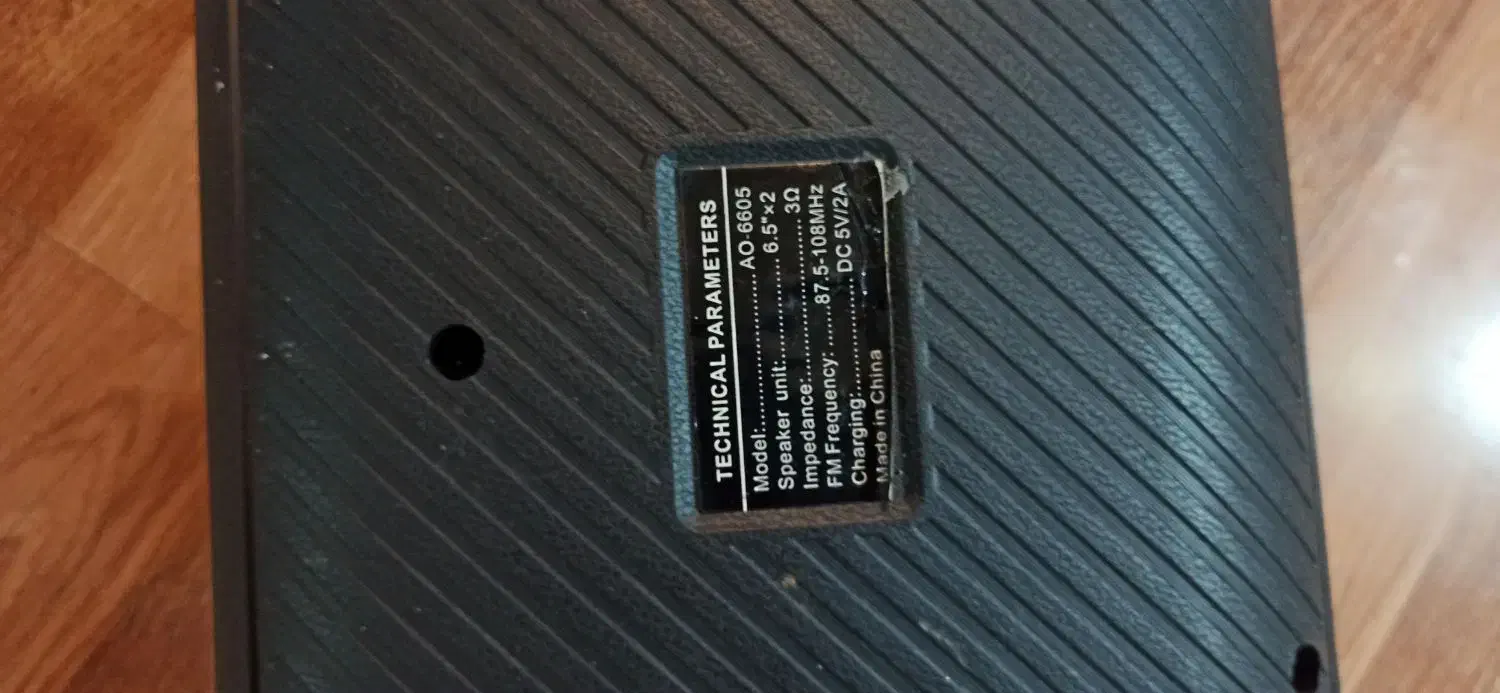 TECHNICAL PARAMETERS
Model:........................ AO-6605
Speaker unit:................ 6.5"×2
Impedance:........................ 3Ω
FM Frequency: ........87.5-108MHz
Charging:.................... DC 5V/2A
Made in China